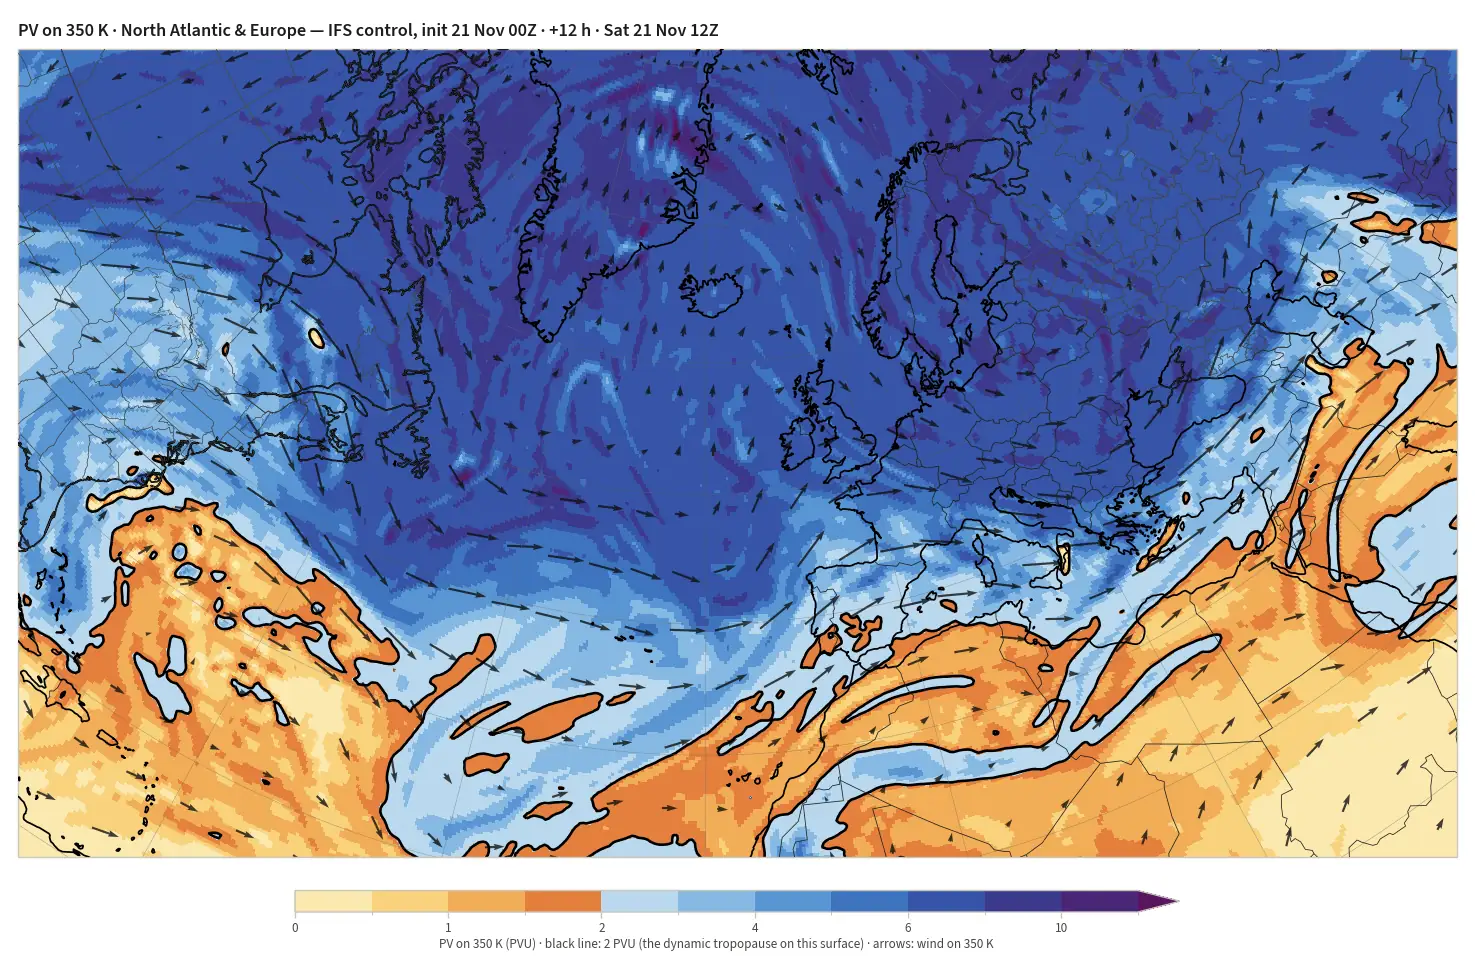 PV on 350 K · North Atlantic & Europe — IFS control, init 21 Nov 00Z · +12 h · Sat 21 Nov 12Z
0 1 2 4 6 10
PV on 350 K (PVU) · black line: 2 PVU (the dynamic tropopause on this surface) · arrows: wind on 350 K